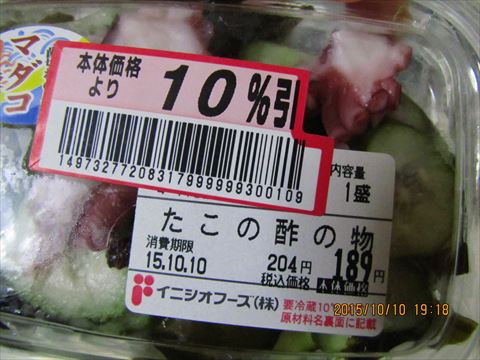 マダコ
本体価格
より
10%引
1497327720831799999930​0109
内容量
1盛
たこの酢の物
消費期限
15.10.10
204円
税込価格
189円
本体価格
イニシオフーズ(株)
要冷蔵10℃
原材料名裏面に記載
2015/10/10 19:18